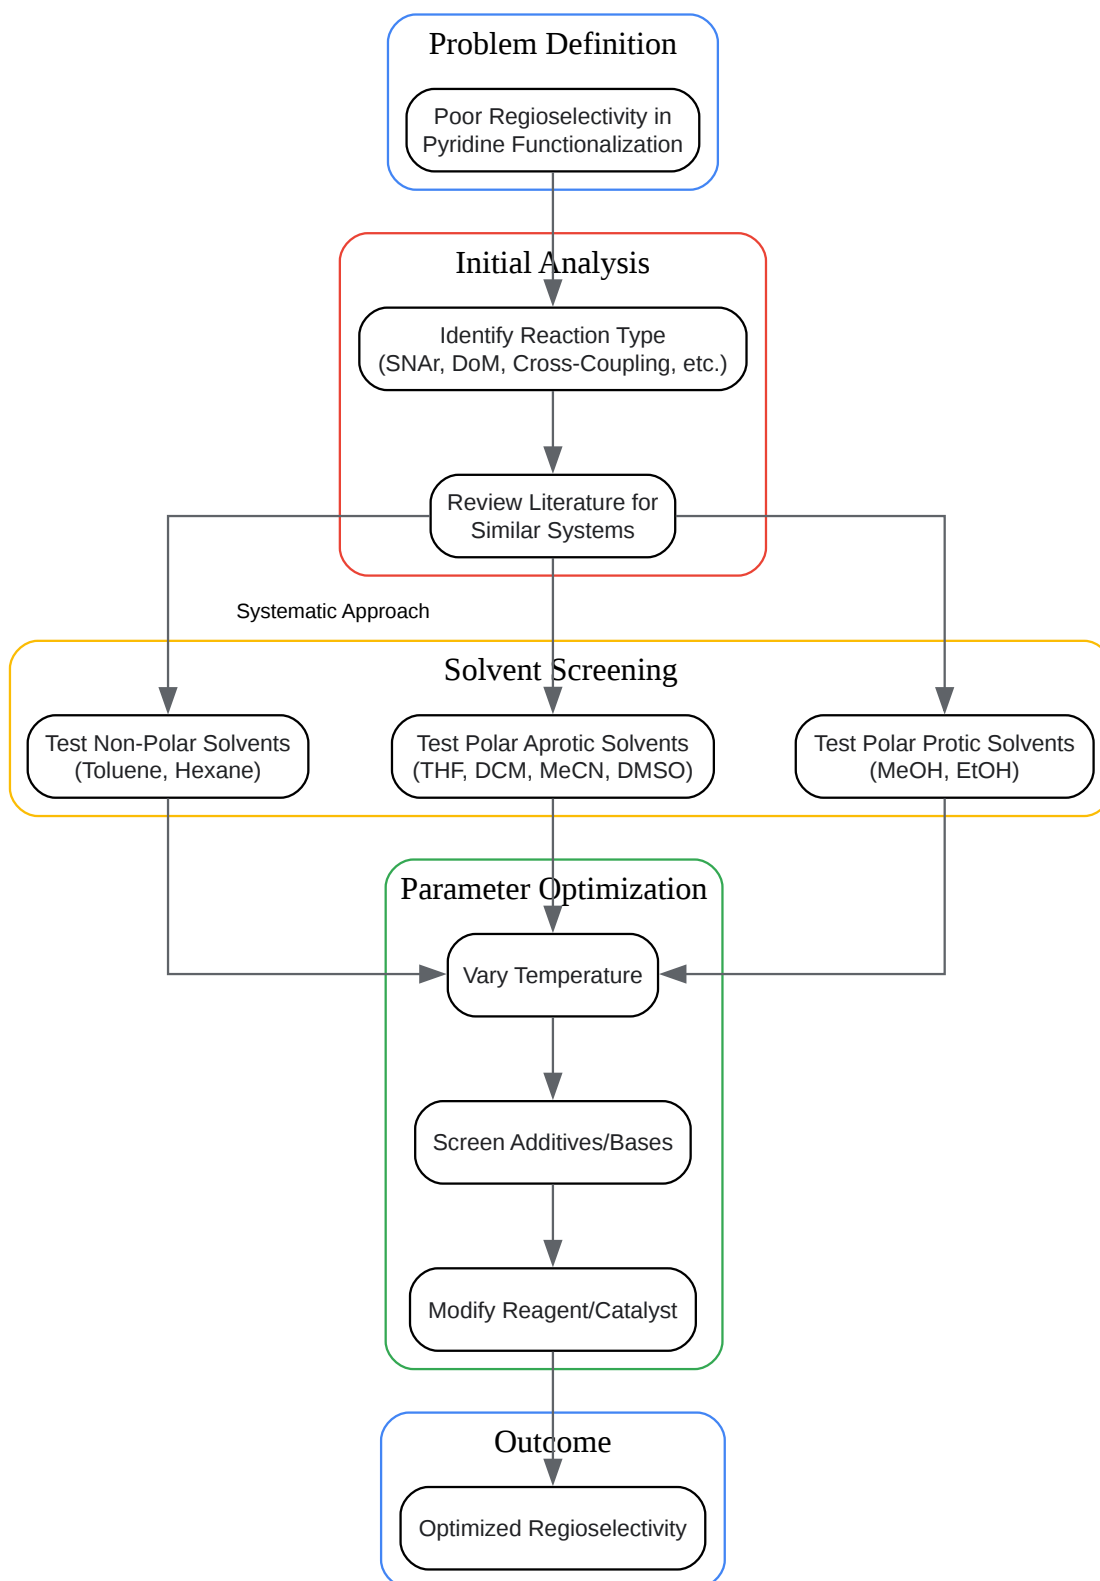 Problem Definition
Poor Regioselectivity in
Pyridine Functionalization
Initial Analysis
Identify Reaction Type
(SNAr, DoM, Cross-Coupling, etc.)
Review Literature for
Similar Systems
Systematic Approach
Solvent Screening
Test Non-Polar Solvents
(Toluene, Hexane)
Test Polar Aprotic Solvents
(THF, DCM, MeCN, DMSO)
Test Polar Protic Solvents
(MeOH, EtOH)
Parameter Optimization
Vary Temperature
Screen Additives/Bases
Modify Reagent/Catalyst
Outcome
Optimized Regioselectivity